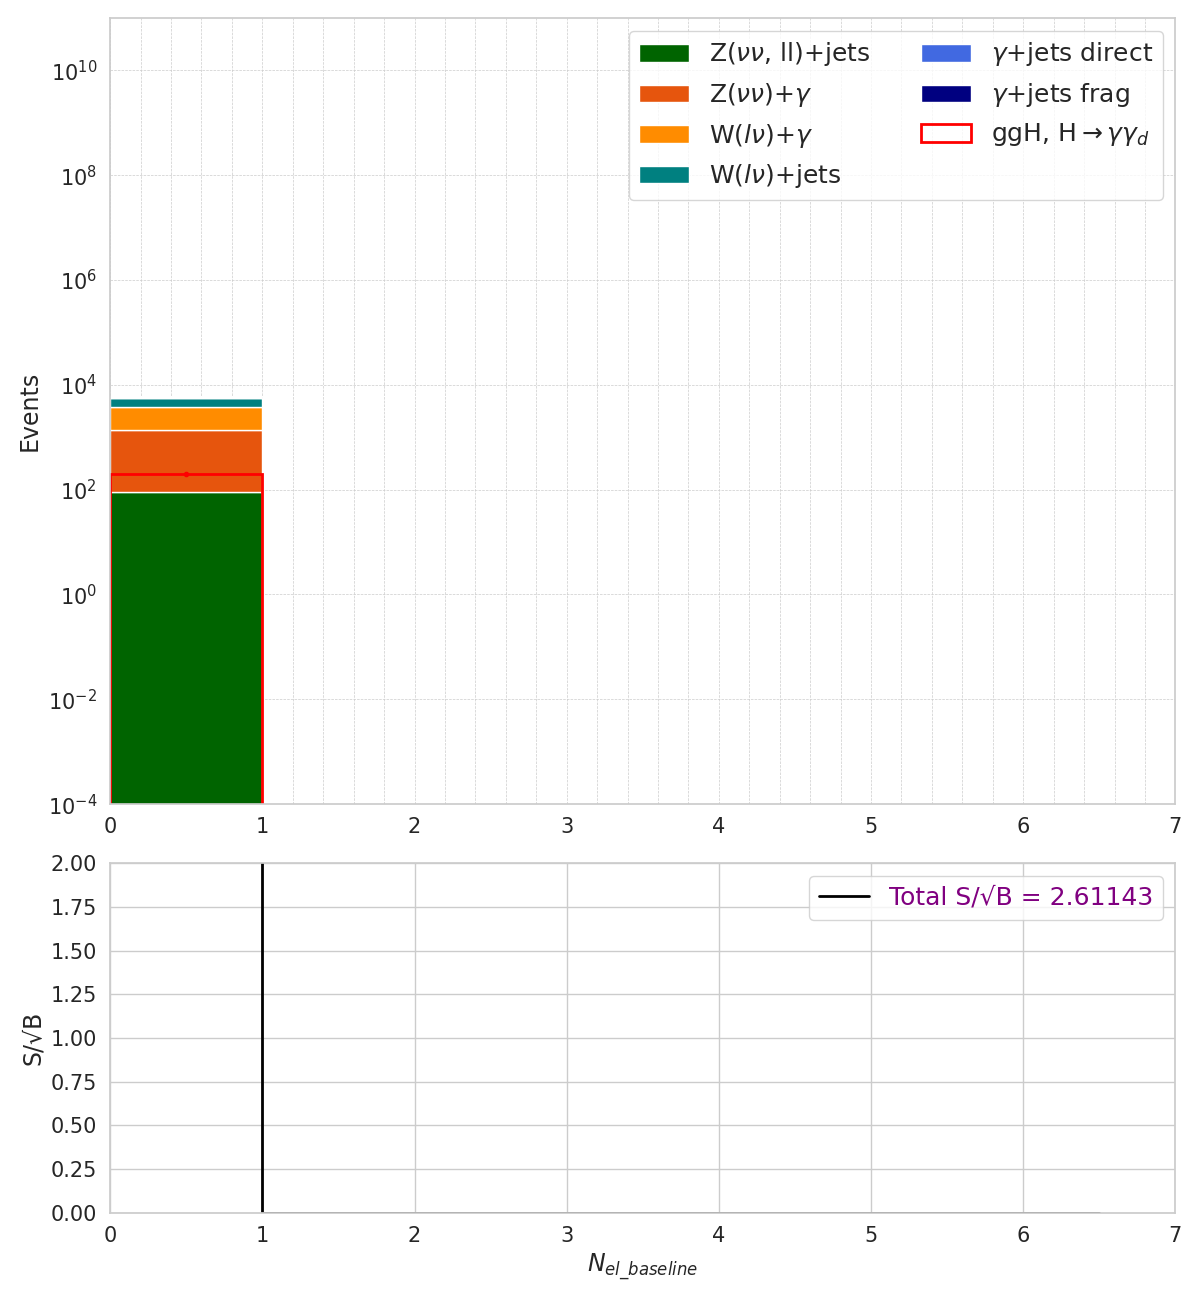 Z(νν, ll)+jets
Z(νν)+γ
W(lν)+γ
W(lν)+jets
γ+jets direct
γ+jets frag
ggH, H→γγ_d
Events
10^10
10^8
10^6
10^4
10^2
10^0
10^−2
10^−4
0 1 2 3 4 5 6 7
Total S/√B = 2.61143
S/√B
2.00
1.75
1.50
1.25
1.00
0.75
0.50
0.25
0.00
0 1 2 3 4 5 6 7
N_el_baseline